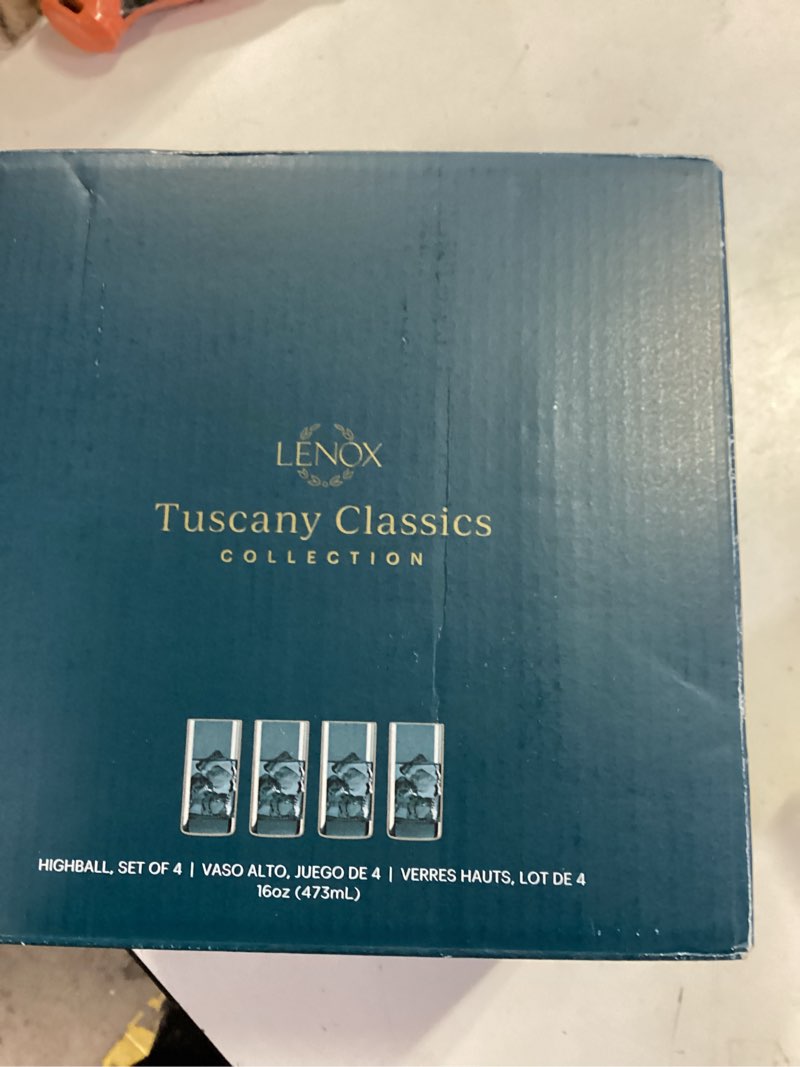 LENOX
Tuscany Classics
COLLECTION
HIGHBALL, SET OF 4 | VASO ALTO, JUEGO DE 4 | VERRES HAUTS, LOT DE 4
16oz (473mL)